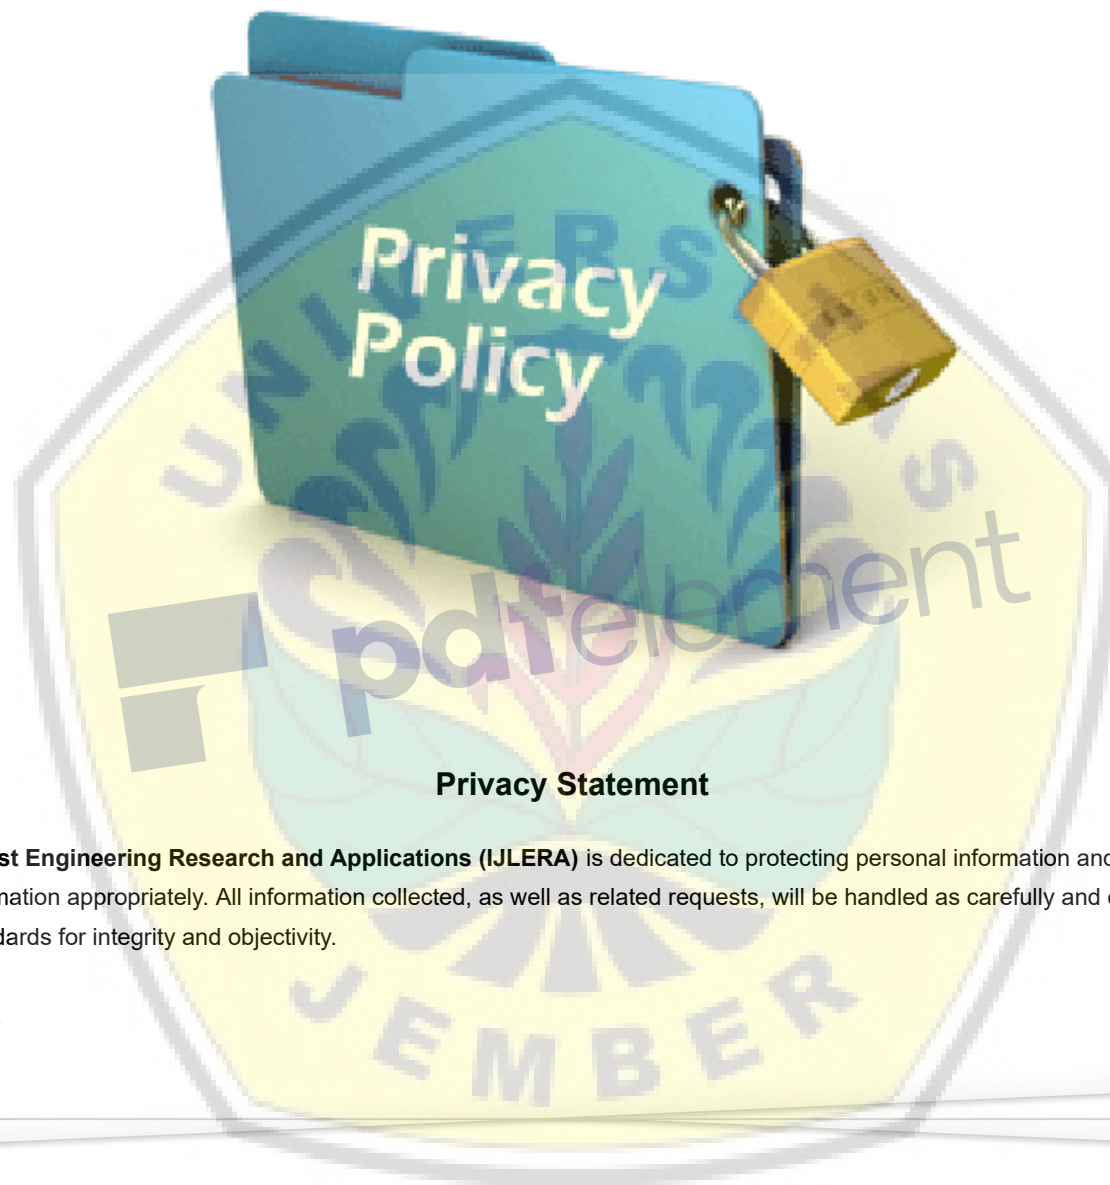 Privacy
Policy
UNIVERSITAS
pdfelement
Privacy Statement
st Engineering Research and Applications (IJLERA) is dedicated to protecting personal information and
mation appropriately. All information collected, as well as related requests, will be handled as carefully and
dards for integrity and objectivity.
JEMBER